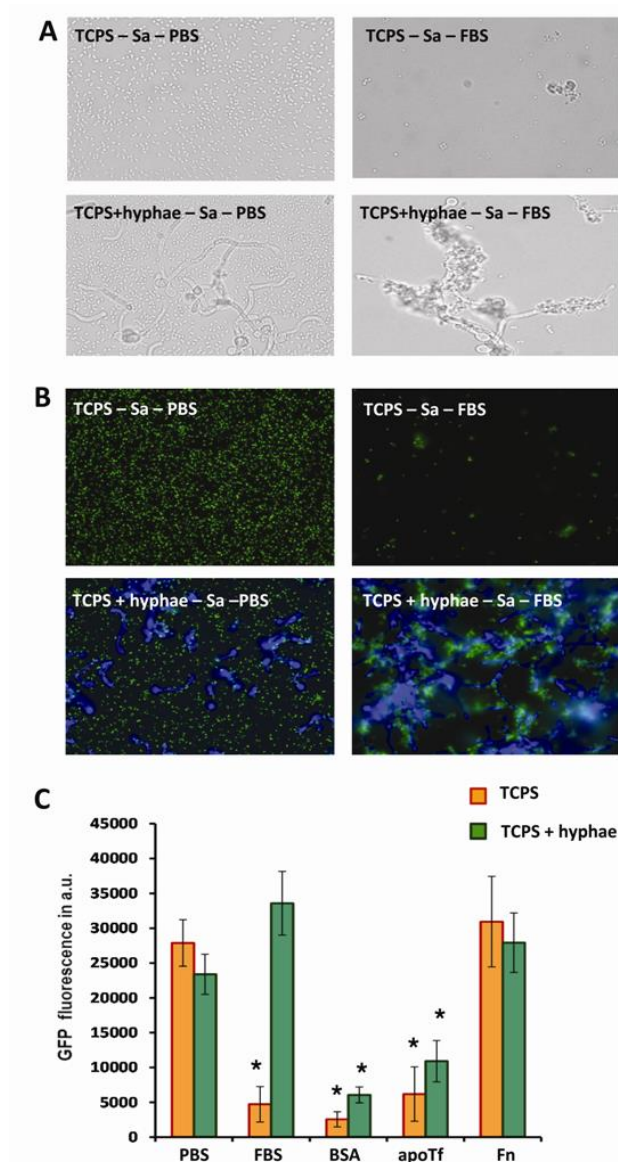 A
TCPS – Sa – PBS
TCPS – Sa – FBS
TCPS+hyphae – Sa – PBS
TCPS+hyphae – Sa – FBS
B
TCPS – Sa – PBS
TCPS – Sa – FBS
TCPS + hyphae – Sa –PBS
TCPS + hyphae – Sa – FBS
C
TCPS
TCPS + hyphae
GFP fluorescence in a.u.
45000
40000
35000
30000
25000
20000
15000
10000
5000
0
* * * * *
PBS FBS BSA apoTf Fn